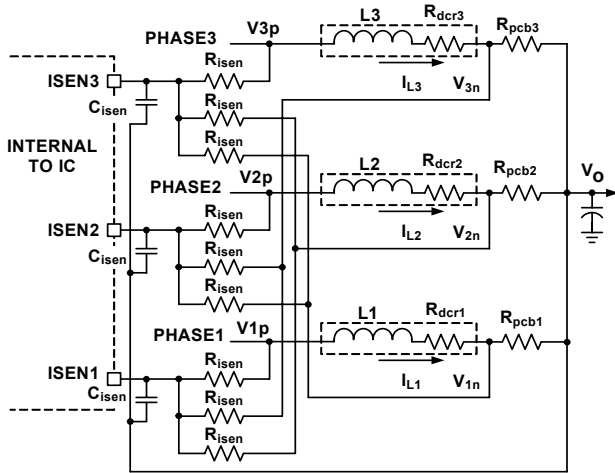 PHASE3 V3p L3 Rdcr3
Risen Rpcb3
ISEN3
Cisen Risen IL3 V3n
Risen
INTERNAL TO IC
PHASE2 V2p L2 Rdcr2
Risen Rpcb2 Vo
ISEN2
Cisen Risen IL2 V2n
Risen
PHASE1 V1p L1 Rdcr1
Risen Rpcb1
ISEN1
Cisen Risen IL1 V1n
Risen